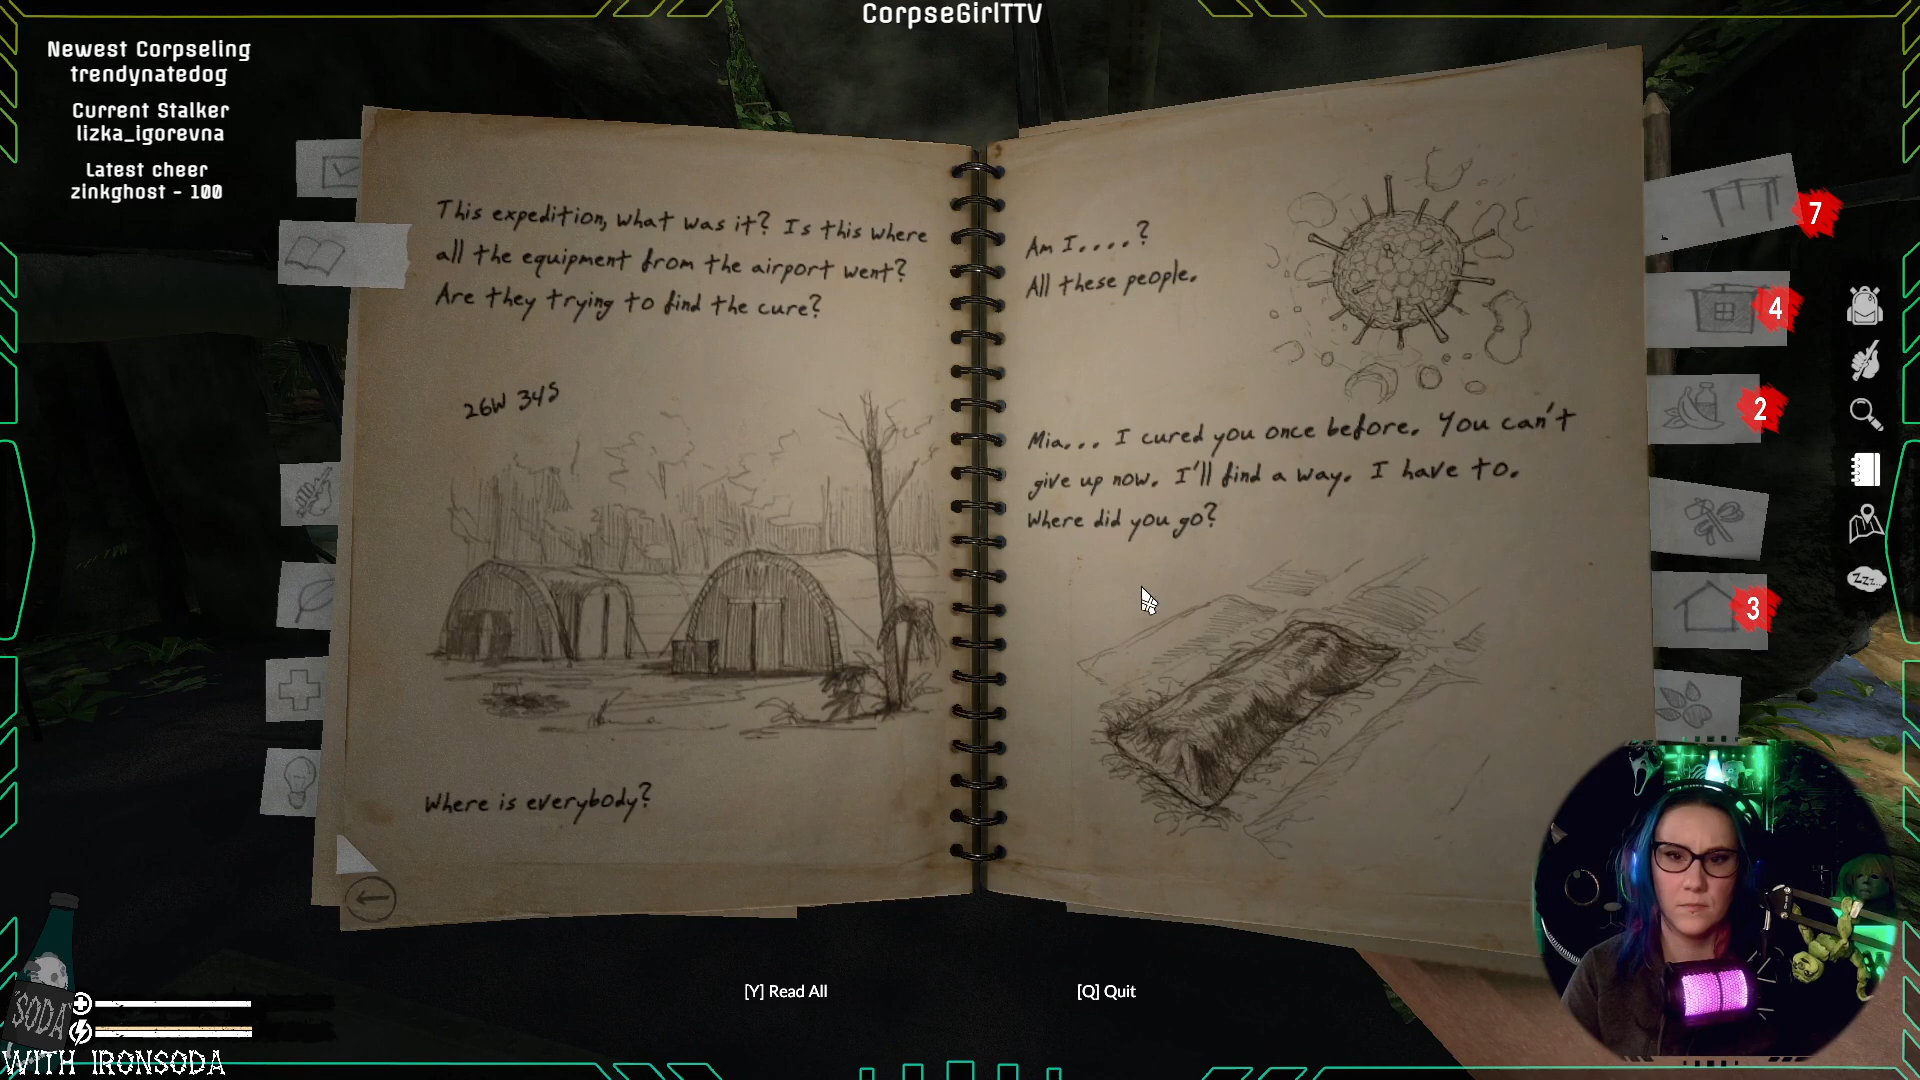 CorpseGirlTTV
Newest Corpseling
trendynatedog
Current Stalker
lizka_igorevna
Latest cheer
zinkghost - 100
This expedition, what was it? Is this where
all the equipment from the airport went?
Are they trying to find the cure?
26W 34S
Where is everybody?
Am I....?
All these people.
Mia... I cured you once before. You can't
give up now. I'll find a way. I have to.
Where did you go?
7
4
2
3
Zzz...
[Y] Read All
[Q] Quit
SODA
WITH IRONSODA